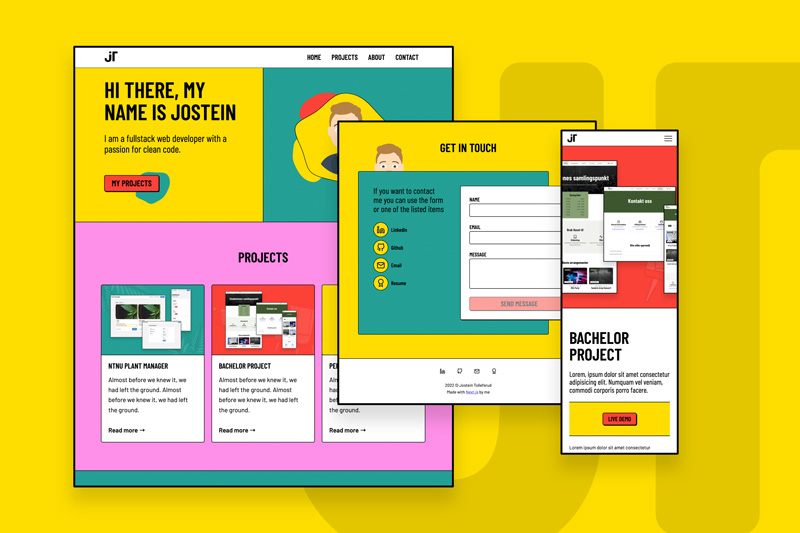 JT
HOME PROJECTS ABOUT CONTACT
HI THERE, MY
NAME IS JOSTEIN
I am a fullstack web developer with a
passion for clean code.
MY PROJECTS
PROJECTS
NTNU PLANT MANAGER
Almost before we knew it, we
had left the ground. Almost
before we knew it, we had left
the ground.
Read more →
BACHELOR PROJECT
Almost before we knew it, we
had left the ground. Almost
before we knew it, we had left
the ground.
Read more →
PE
Alm
had
bef
the
Read more →
GET IN TOUCH
If you want to contact
me you can use the form
or one of the listed items
LinkedIn
Github
Email
Resume
NAME
EMAIL
MESSAGE
SEND MESSAGE
2022 © Jostein Tollefsrud
Made with Next.js by me
JT
nes samlingspunkt
Kontakt oss
BACHELOR
PROJECT
Lorem, ipsum dolor sit amet consectetur
adipisicing elit. Numquam vel veniam,
commodi corporis porro facere.
LIVE DEMO
Lorem ipsum dolor sit amet consectetur